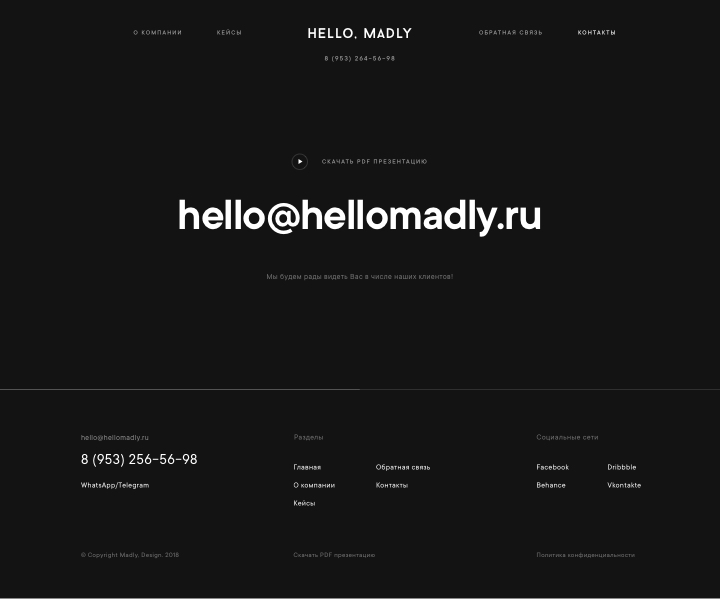 О КОМПАНИИ КЕЙСЫ HELLO, MADLY ОБРАТНАЯ СВЯЗЬ КОНТАКТЫ
8 (953) 264-56-98
СКАЧАТЬ PDF ПРЕЗЕНТАЦИЮ
hello@hellomadly.ru
Мы будем рады видеть Вас в числе наших клиентов!
hello@hellomadly.ru
8 (953) 256-56-98
WhatsApp/Telegram
Разделы
Главная Обратная связь
О компании Контакты
Кейсы
Социальные сети
Facebook Dribbble
Behance Vkontakte
© Copyright Madly. Design. 2018
Скачать PDF презентацию
Политика конфиденциальности